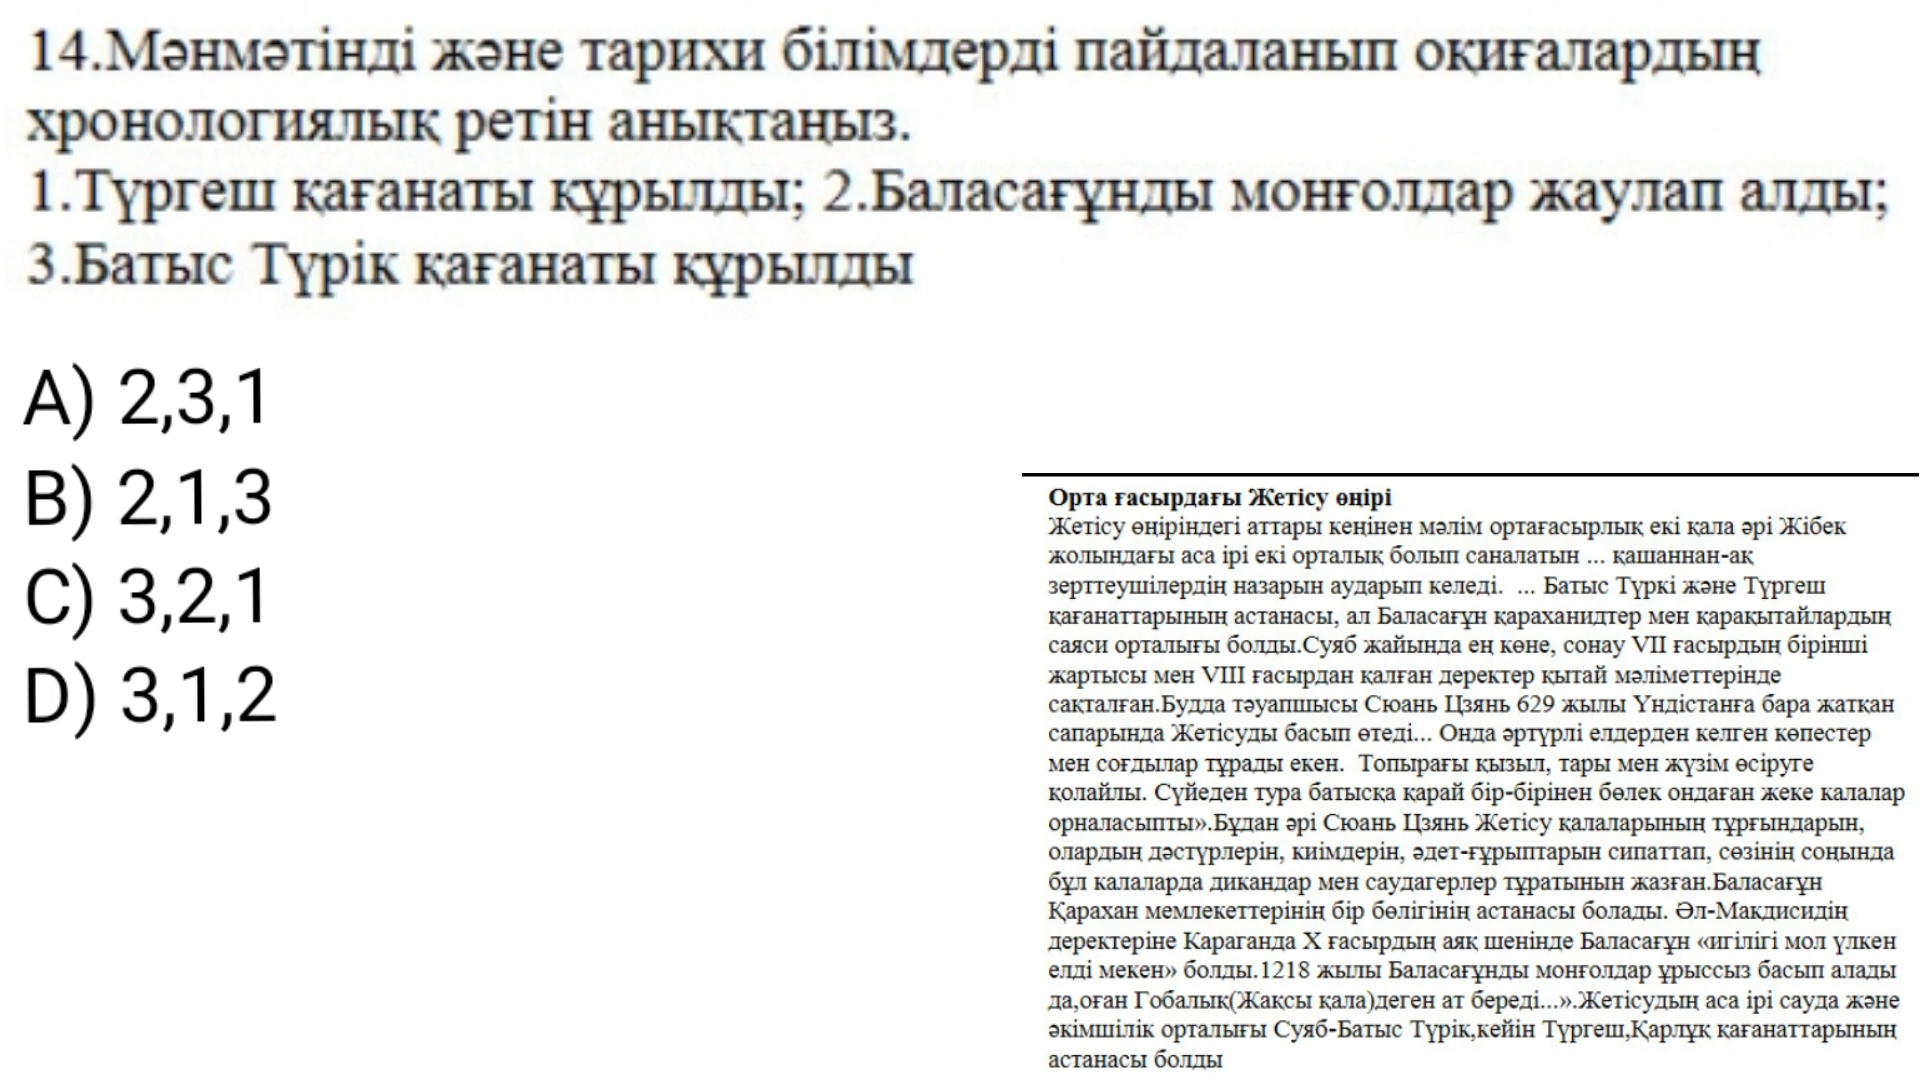 14.Мәнмәтінді және тарихи білімдерді пайдаланып оқиғалардың
хронологиялық ретін анықтаңыз.
1.Түргеш қағанаты құрылды; 2.Баласағұнды монғолдар жаулап алды;
3.Батыс Түрік қағанаты құрылды
A) 2,3,1
B) 2,1,3
C) 3,2,1
D) 3,1,2
Орта ғасырдағы Жетісу өңірі
Жетісу өңіріндегі аттары кеңінен мәлім ортағасырлық екі қала әрі Жібек
жолындағы аса ірі екі орталық болып саналатын ... қашаннан-ақ
зерттеушілердің назарын аударып келеді. ... Батыс Түркі және Түргеш
қағанаттарының астанасы, ал Баласағұн қараханидтер мен қарақытайлардың
саяси орталығы болды.Суяб жайында ең көне, сонау VII ғасырдың бірінші
жартысы мен VIII ғасырдан қалған деректер қытай мәліметтерінде
сақталған.Будда тәуапшысы Сюань Цзянь 629 жылы Үндістанға бара жатқан
сапарында Жетісуды басып өтеді... Онда әртүрлі елдерден келген көпестер
мен соғдылар тұрады екен. Топырағы қызыл, тары мен жүзім өсіруге
қолайлы. Сүйеден тура батысқа қарай бір-бірінен бөлек ондаған жеке калалар
орналасыпты».Бұдан әрі Сюань Цзянь Жетісу қалаларының тұрғындарын,
олардың дәстүрлерін, киімдерін, әдет-ғұрыптарын сипаттап, сөзінің соңында
бұл калаларда дикандар мен саудагерлер тұратынын жазған.Баласағұн
Қарахан мемлекеттерінің бір бөлігінің астанасы болады. Әл-Макдисидің
деректеріне Караганда X ғасырдың аяқ шенінде Баласағұн «игілігі мол үлкен
елді мекен» болды.1218 жылы Баласағұнды монғолдар ұрыссыз басып алады
да,оған Гобалық(Жақсы қала)деген ат береді...».Жетісудың аса ірі сауда және
әкімшілік орталығы Суяб-Батыс Түрік,кейін Түргеш,Қарлұқ қағанаттарының
астанасы болды